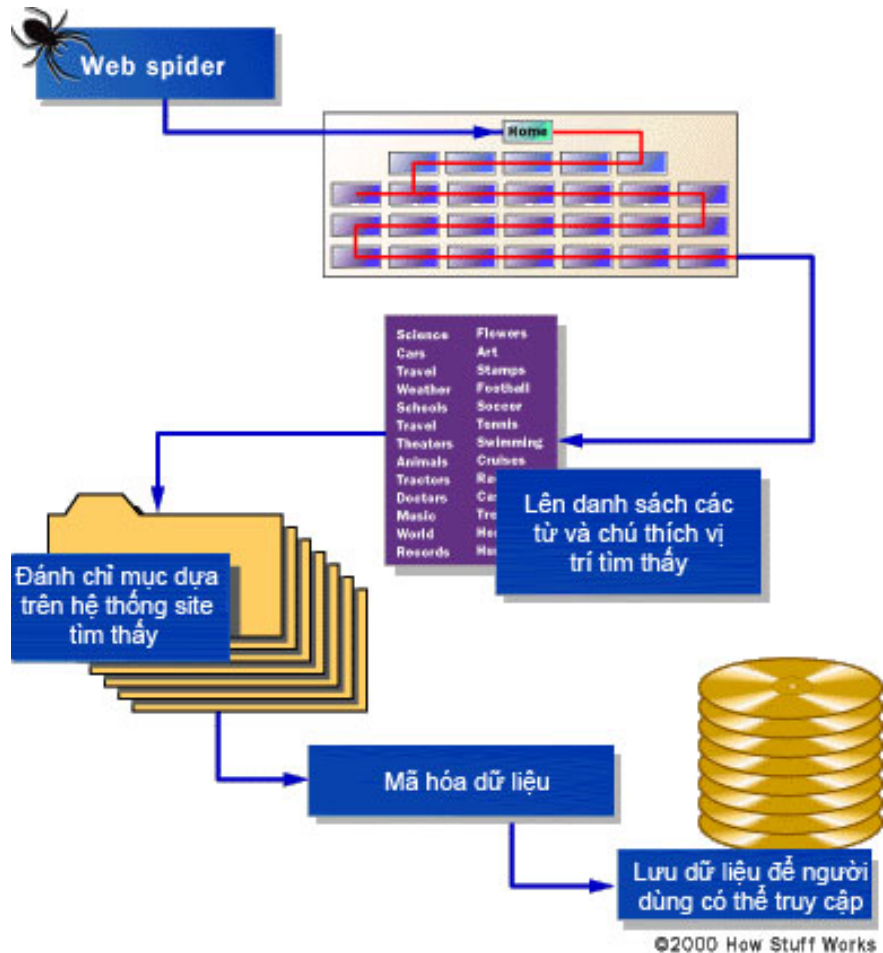 Web spider
Home
Science Flowers
Cars Art
Travel Stamps
Weather Football
Schools Soccer
Travel Tennis
Theaters Swimming
Animals Cruises
Tractors
Doctors
Music
World
Records
Lên danh sách các
từ và chú thích vị
trí tìm thấy
Đánh chỉ mục dựa
trên hệ thống site
tìm thấy
Mã hóa dữ liệu
Lưu dữ liệu để người
dùng có thể truy cập
©2000 How Stuff Works